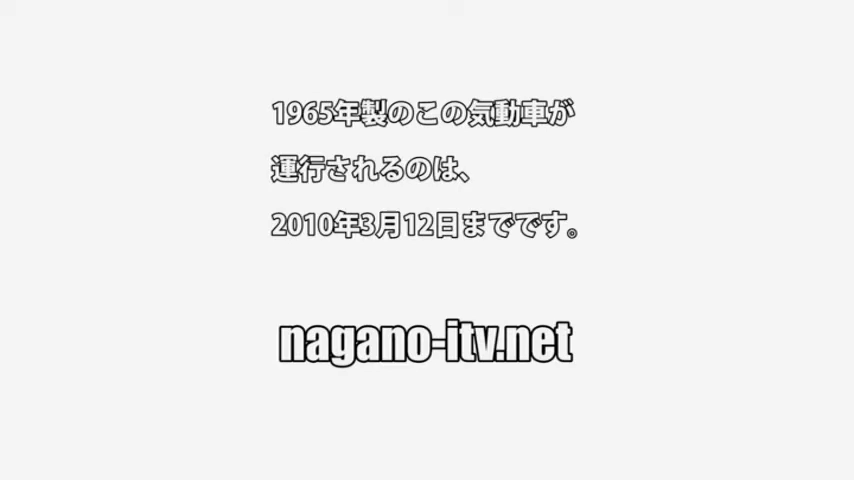 1965年製のこの気動車が
運行されるのは、
2010年3月12日までです。
nagano-itv.net